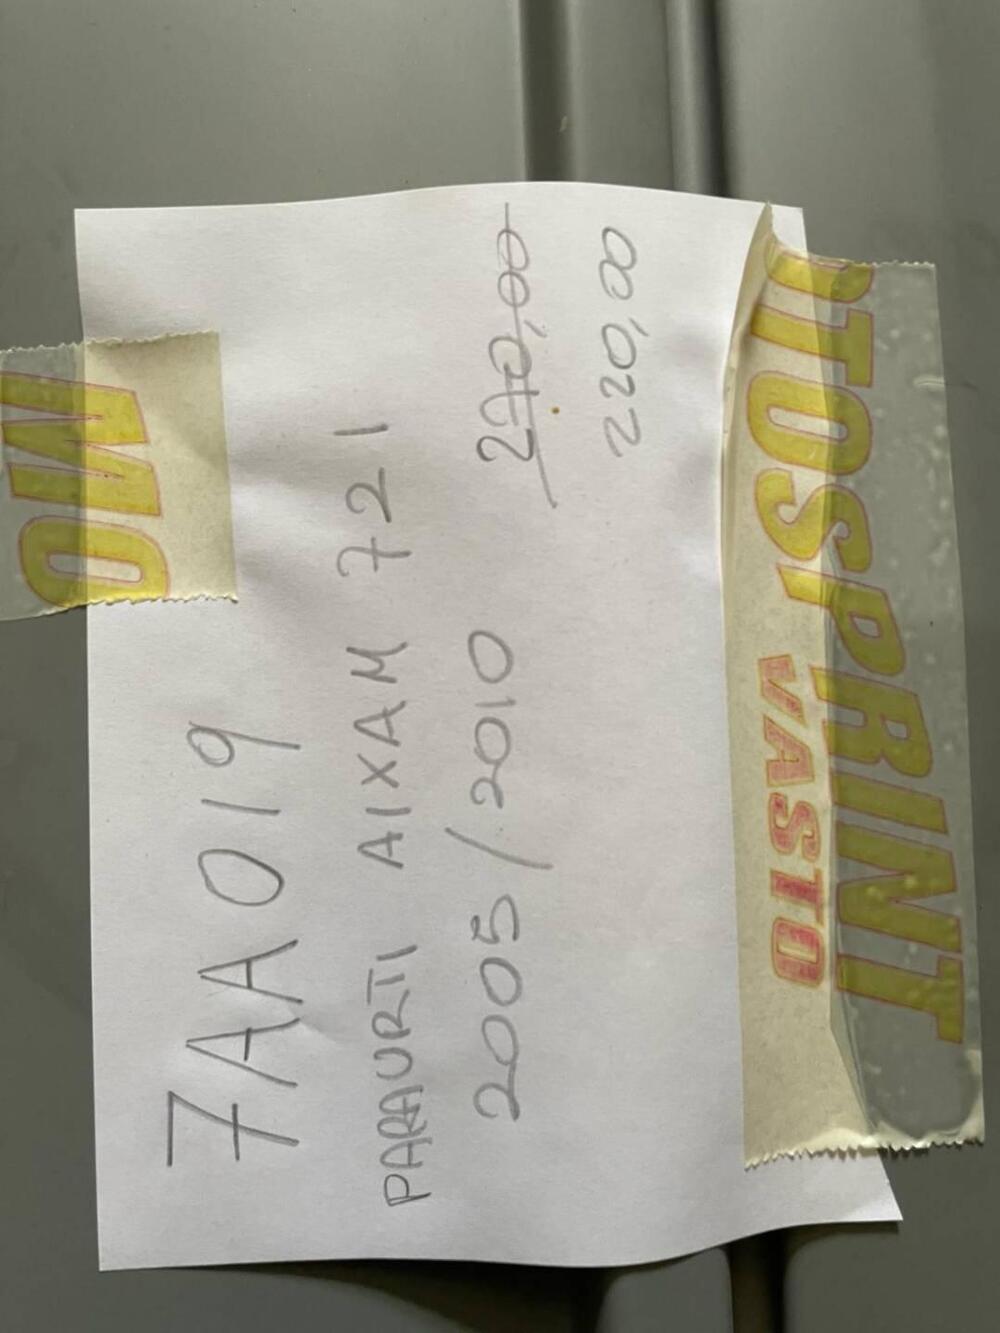 MO
7AA019
PARAURTI AIXAM 721
2005/2010
270,00
220,00
OTOSPRINT
VASTO